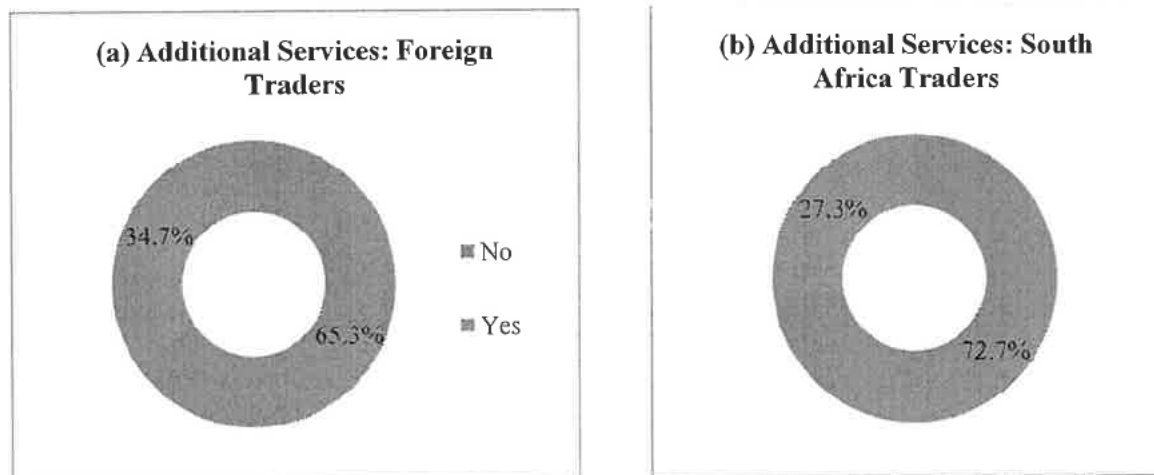 (a) Additional Services: Foreign
Traders
34.7%
65.3%
No
Yes
(b) Additional Services: South
Africa Traders
27.3%
72.7%